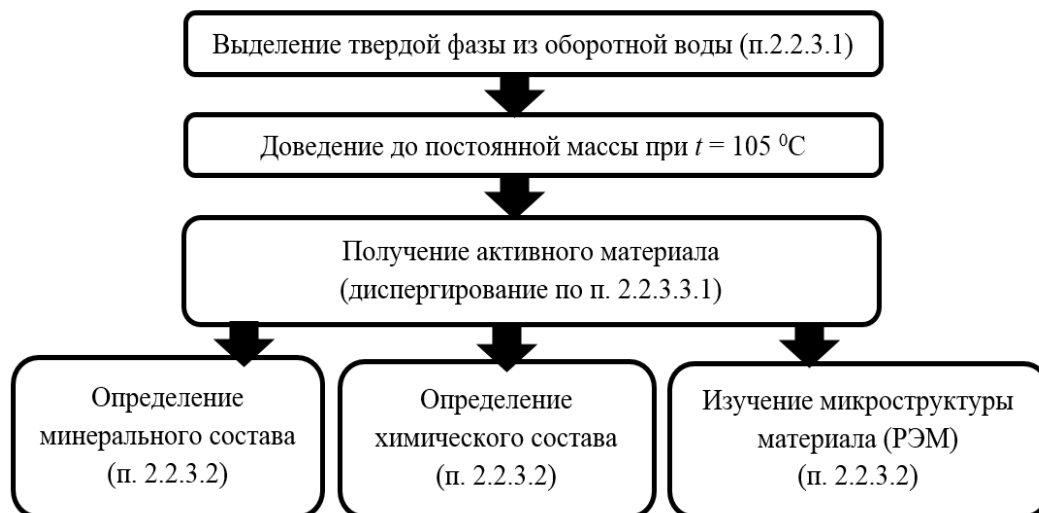 Выделение твердой фазы из оборотной воды (п.2.2.3.1)
Доведение до постоянной массы при t = 105 ⁰С
Получение активного материала
(диспергирование по п. 2.2.3.3.1)
Определение
минерального состава
(п. 2.2.3.2)
Определение
химического состава
(п. 2.2.3.2)
Изучение микроструктуры
материала (РЭМ)
(п. 2.2.3.2)